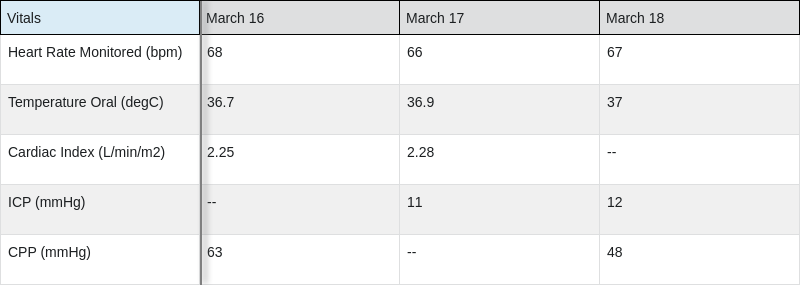 Vitals March 16 March 17 March 18
Heart Rate Monitored (bpm) 68 66 67
Temperature Oral (degC) 36.7 36.9 37
Cardiac Index (L/min/m2) 2.25 2.28 --
ICP (mmHg) -- 11 12
CPP (mmHg) 63 -- 48